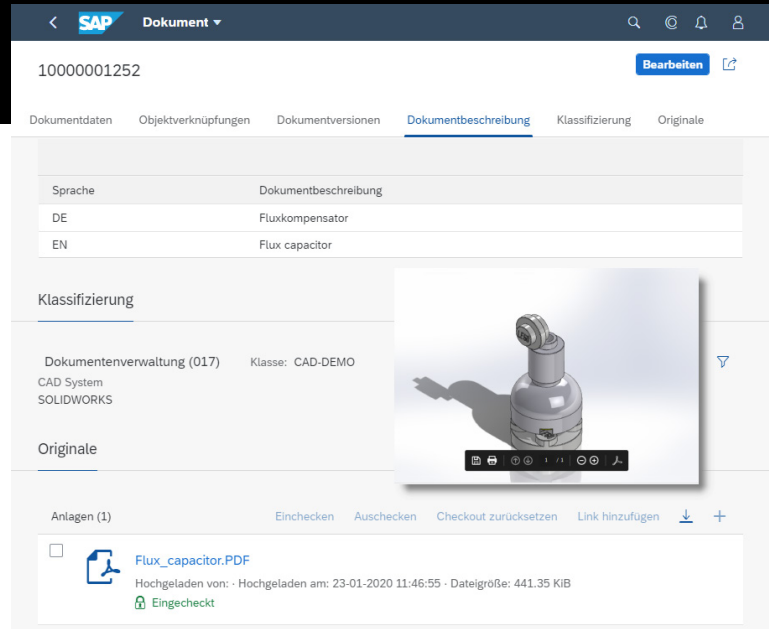 SAP Dokument
10000001252
Bearbeiten
Dokumentdaten Objektverknüpfungen Dokumentversionen Dokumentbeschreibung Klassifizierung Originale
Sprache Dokumentbeschreibung
DE Fluxkompensator
EN Flux capacitor
Klassifizierung
Dokumentenverwaltung (017) Klasse: CAD-DEMO
CAD System
SOLIDWORKS
1 / 1
Originale
Anlagen (1) Einchecken Auschecken Checkout zurücksetzen Link hinzufügen
Flux_capacitor.PDF
Hochgeladen von: · Hochgeladen am: 23-01-2020 11:46:55 · Dateigröße: 441.35 KiB
Eingecheckt